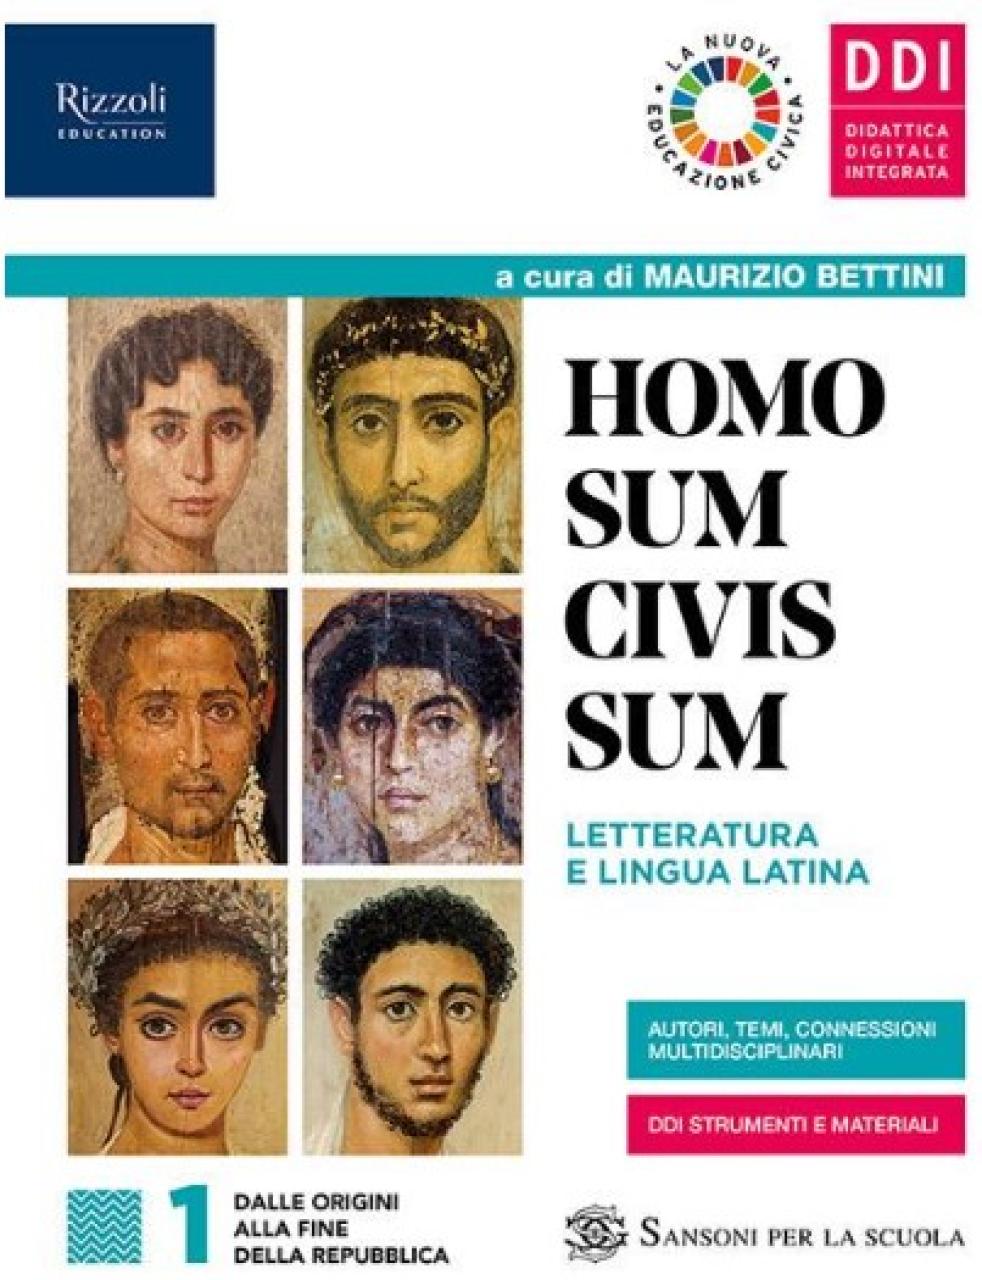 Rizzoli
EDUCATION
LA NUOVA
EDUCAZIONE CIVICA
DDI
DIDATTICA
DIGITALE
INTEGRATA
a cura di MAURIZIO BETTINI
HOMO
SUM
CIVIS
SUM
LETTERATURA
E LINGUA LATINA
AUTORI, TEMI, CONNESSIONI
MULTIDISCIPLINARI
DDI STRUMENTI E MATERIALI
1
DALLE ORIGINI
ALLA FINE
DELLA REPUBBLICA
SANSONI PER LA SCUOLA